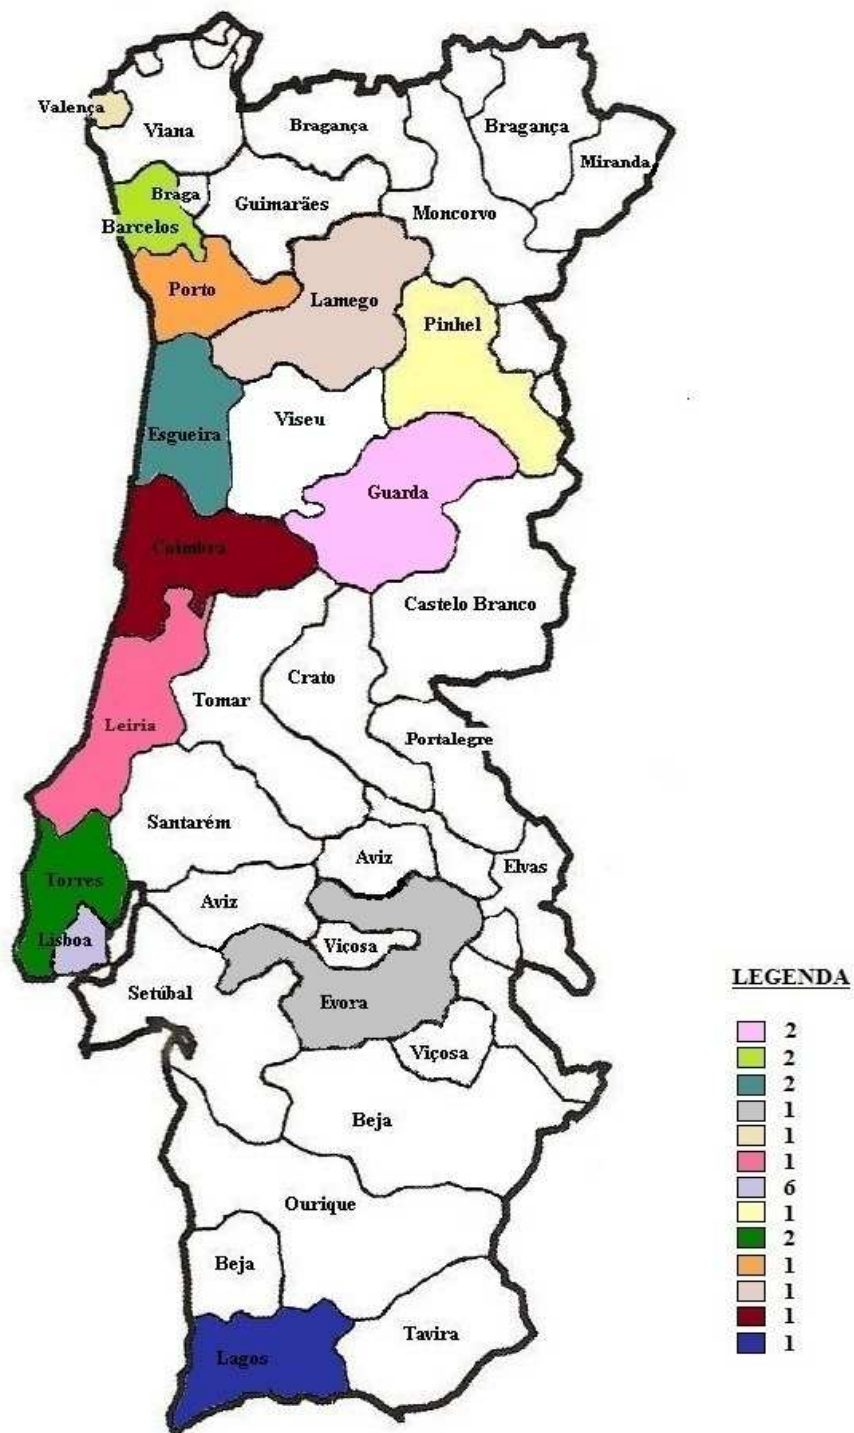 Valença
Viana
Bragança
Bragança
Miranda
Braga
Guimarães
Moncorvo
Barcelos
Porto
Lamego
Pinhel
Viseu
Esgueira
Guarda
Coimbra
Castelo Branco
Crato
Tomar
Leiria
Portalegre
Santarém
Aviz
Elvas
Torres
Aviz
Lisboa
Viçosa
Setúbal
Evora
Viçosa
Beja
Ourique
Beja
Tavira
Lagos
LEGENDA
2
2
2
1
1
1
6
1
2
1
1
1
1